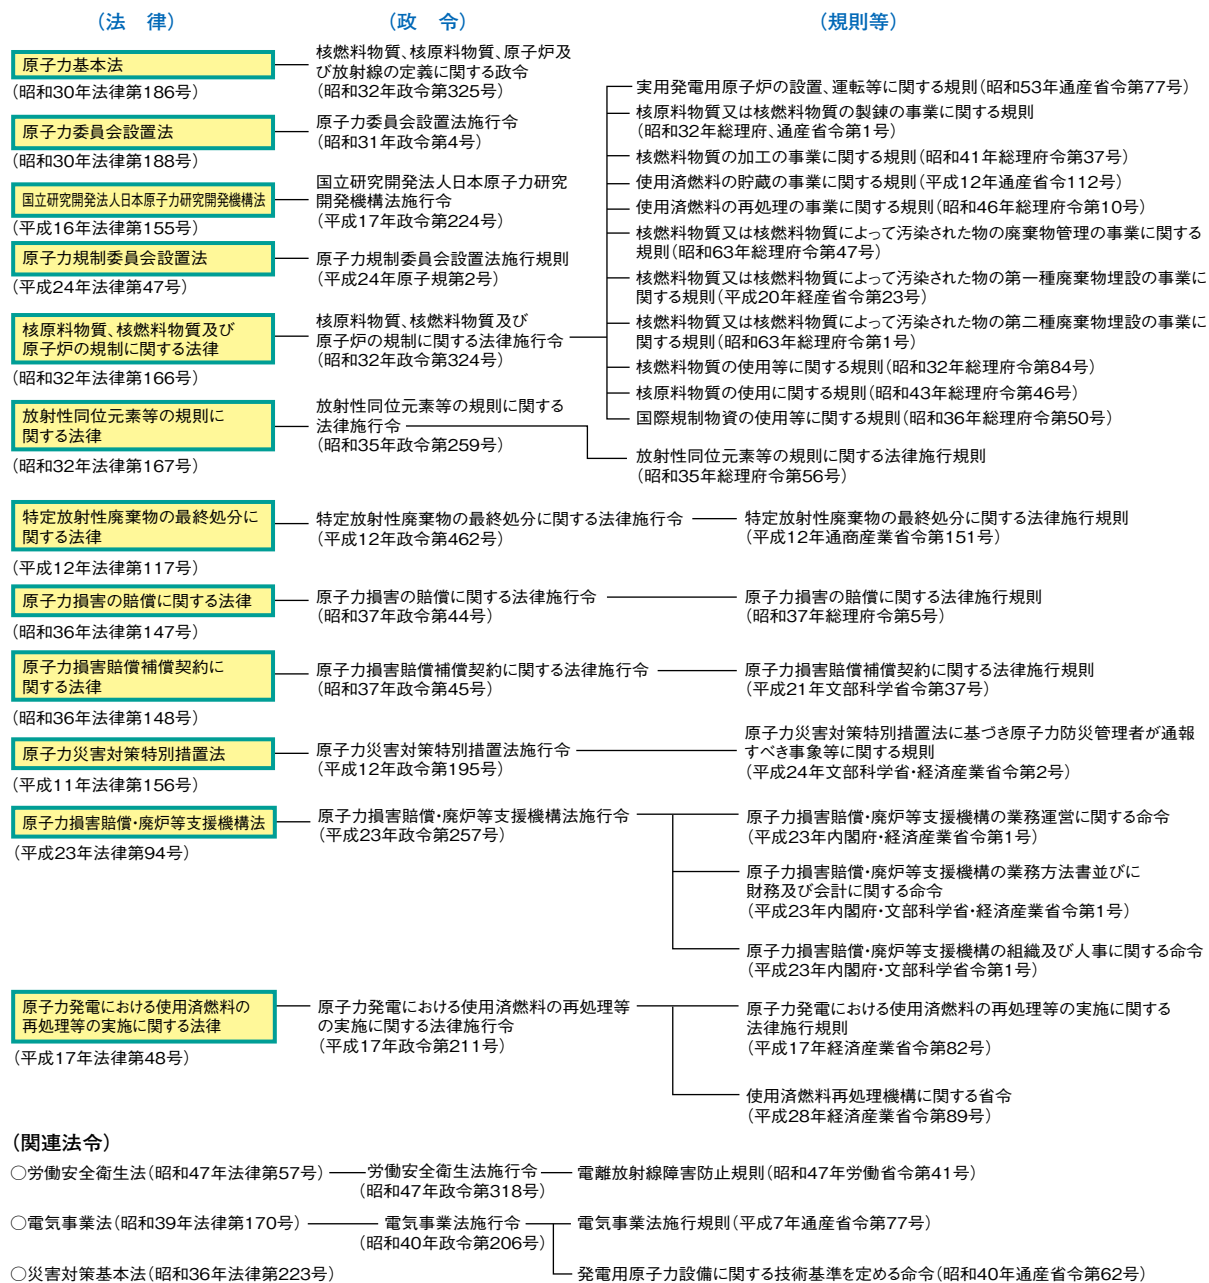 （法　律）
（政　令）
（規則等）
原子力基本法
（昭和30年法律第186号）
核燃料物質、核原料物質、原子炉及
び放射線の定義に関する政令
（昭和32年政令第325号）
原子力委員会設置法
（昭和30年法律第188号）
原子力委員会設置法施行令
（昭和31年政令第4号）
国立研究開発法人日本原子力研究開発機構法
（平成16年法律第155号）
国立研究開発法人日本原子力研究
開発機構法施行令
（平成17年政令第224号）
原子力規制委員会設置法
（平成24年法律第47号）
原子力規制委員会設置法施行規則
（平成24年原子規第2号）
核原料物質、核燃料物質及び
原子炉の規制に関する法律
（昭和32年法律第166号）
核原料物質、核燃料物質及び
原子炉の規制に関する法律施行令
（昭和32年政令第324号）
実用発電用原子炉の設置、運転等に関する規則（昭和53年通産省令第77号）
核原料物質又は核燃料物質の製錬の事業に関する規則
（昭和32年総理府、通産省令第1号）
核燃料物質の加工の事業に関する規則（昭和41年総理府令第37号）
使用済燃料の貯蔵の事業に関する規則（平成12年通産省令112号）
使用済燃料の再処理の事業に関する規則（昭和46年総理府令第10号）
核燃料物質又は核燃料物質によって汚染された物の廃棄物管理の事業に関する
規則（昭和63年総理府令第47号）
核燃料物質又は核燃料物質によって汚染された物の第一種廃棄物埋設の事業に
関する規則（平成20年経産省令第23号）
核燃料物質又は核燃料物質によって汚染された物の第二種廃棄物埋設の事業に
関する規則（昭和63年総理府令第1号）
核燃料物質の使用等に関する規則（昭和32年総理府令第84号）
核原料物質の使用に関する規則（昭和43年総理府令第46号）
国際規制物資の使用等に関する規則（昭和36年総理府令第50号）
放射性同位元素等の規則に
関する法律
（昭和32年法律第167号）
放射性同位元素等の規則に関する
法律施行令
（昭和35年政令第259号）
放射性同位元素等の規則に関する法律施行規則
（昭和35年総理府令第56号）
特定放射性廃棄物の最終処分に
関する法律
（平成12年法律第117号）
特定放射性廃棄物の最終処分に関する法律施行令
（平成12年政令第462号）
特定放射性廃棄物の最終処分に関する法律施行規則
（平成12年通商産業省令第151号）
原子力損害の賠償に関する法律
（昭和36年法律第147号）
原子力損害の賠償に関する法律施行令
（昭和37年政令第44号）
原子力損害の賠償に関する法律施行規則
（昭和37年総理府令第5号）
原子力損害賠償補償契約に
関する法律
（昭和36年法律第148号）
原子力損害賠償補償契約に関する法律施行令
（昭和37年政令第45号）
原子力損害賠償補償契約に関する法律施行規則
（平成21年文部科学省令第37号）
原子力災害対策特別措置法
（平成11年法律第156号）
原子力災害対策特別措置法施行令
（平成12年政令第195号）
原子力災害対策特別措置法に基づき原子力防災管理者が通報
すべき事象等に関する規則
（平成24年文部科学省・経済産業省令第2号）
原子力損害賠償・廃炉等支援機構法
（平成23年法律第94号）
原子力損害賠償・廃炉等支援機構法施行令
（平成23年政令第257号）
原子力損害賠償・廃炉等支援機構の業務運営に関する命令
（平成23年内閣府・経済産業省令第1号）
原子力損害賠償・廃炉等支援機構の業務方法書並びに
財務及び会計に関する命令
（平成23年内閣府・文部科学省・経済産業省令第1号）
原子力損害賠償・廃炉等支援機構の組織及び人事に関する命令
（平成23年内閣府・文部科学省令第1号）
原子力発電における使用済燃料の
再処理等の実施に関する法律
（平成17年法律第48号）
原子力発電における使用済燃料の再処理等
の実施に関する法律施行令
（平成17年政令第211号）
原子力発電における使用済燃料の再処理等の実施に関する
法律施行規則
（平成17年経済産業省令第82号）
使用済燃料再処理機構に関する省令
（平成28年経済産業省令第89号）
（関連法令）
○労働安全衛生法（昭和47年法律第57号）
労働安全衛生法施行令
（昭和47年政令第318号）
電離放射線障害防止規則（昭和47年労働省令第41号）
○電気事業法（昭和39年法律第170号）
電気事業法施行令
（昭和40年政令第206号）
電気事業法施行規則（平成7年通産省令第77号）
○災害対策基本法（昭和36年法律第223号）
発電用原子力設備に関する技術基準を定める命令（昭和40年通産省令第62号）